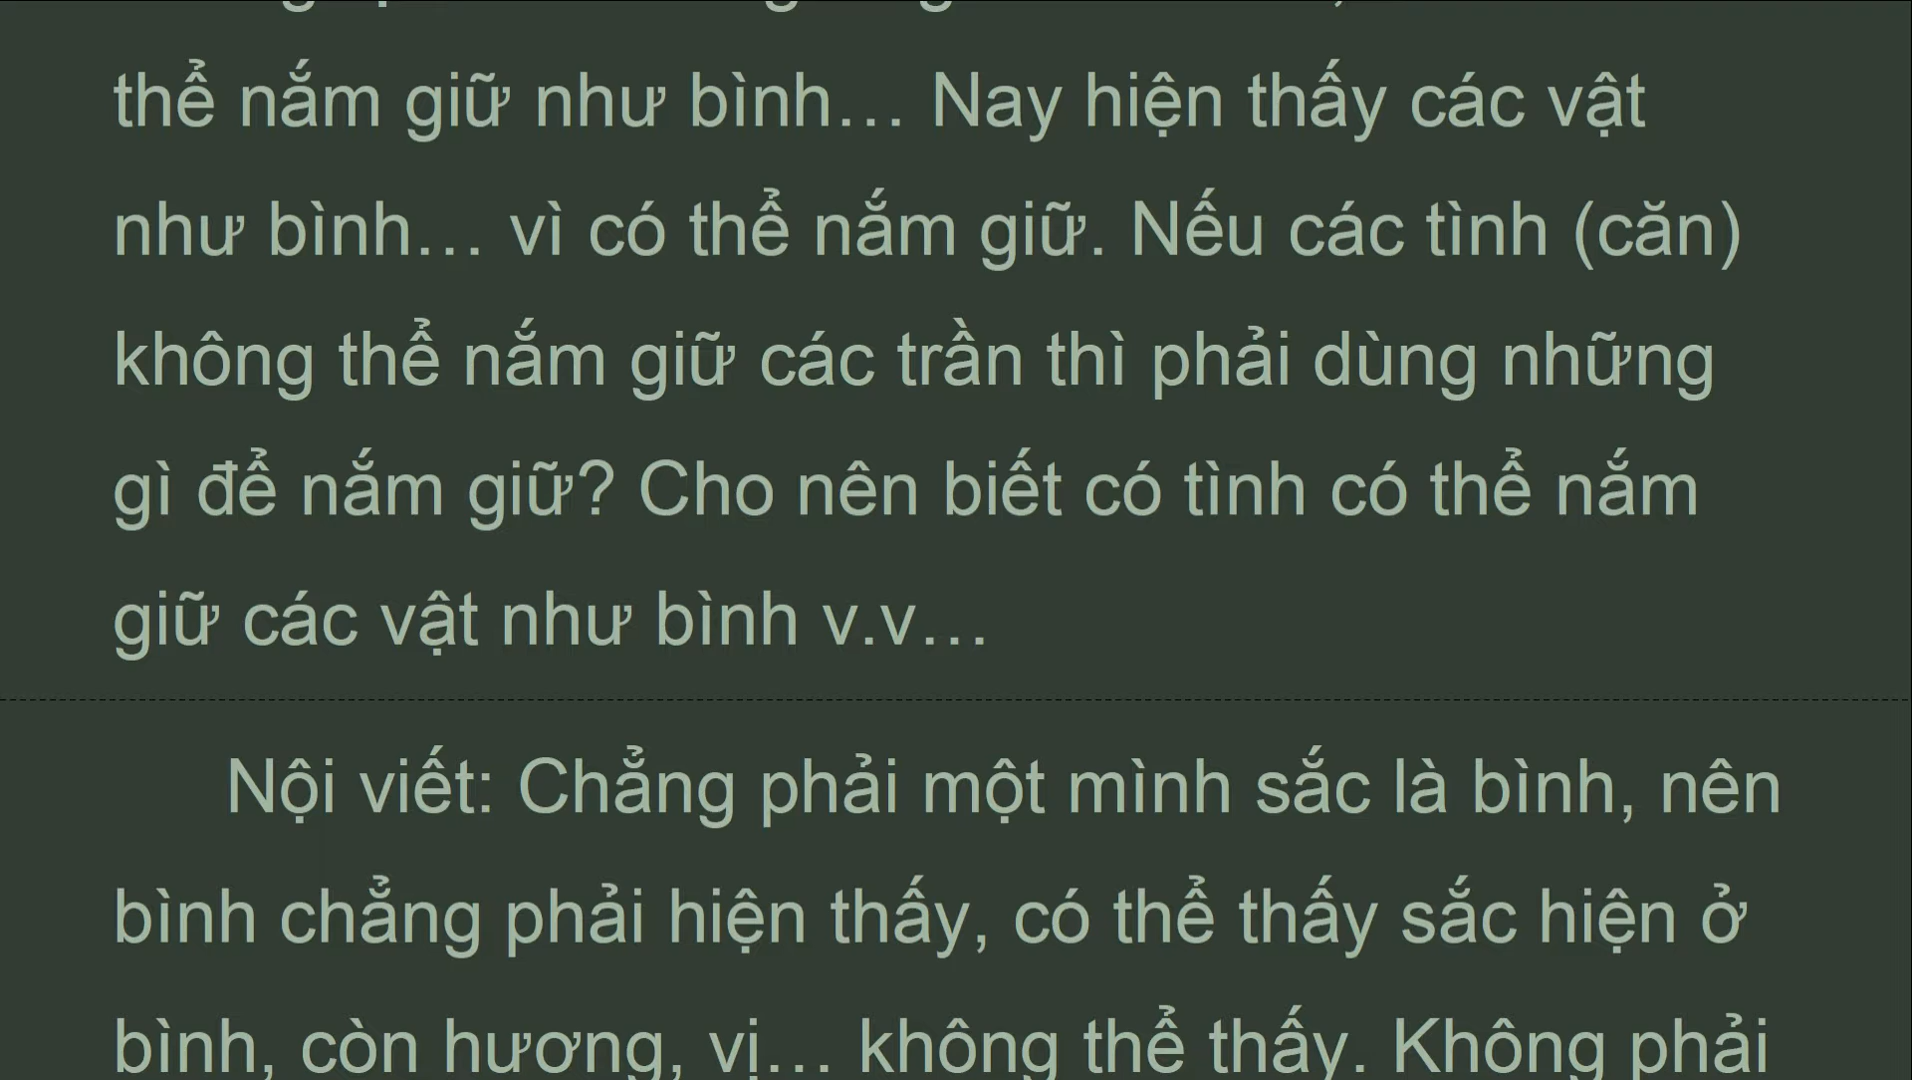 thể nắm giữ như bình… Nay hiện thấy các vật
như bình… vì có thể nắm giữ. Nếu các tình (căn)
không thể nắm giữ các trần thì phải dùng những
gì để nắm giữ? Cho nên biết có tình có thể nắm
giữ các vật như bình v.v…
Nội viết: Chẳng phải một mình sắc là bình, nên
bình chẳng phải hiện thấy, có thể thấy sắc hiện ở
bình, còn hương, vị… không thể thấy. Không phải